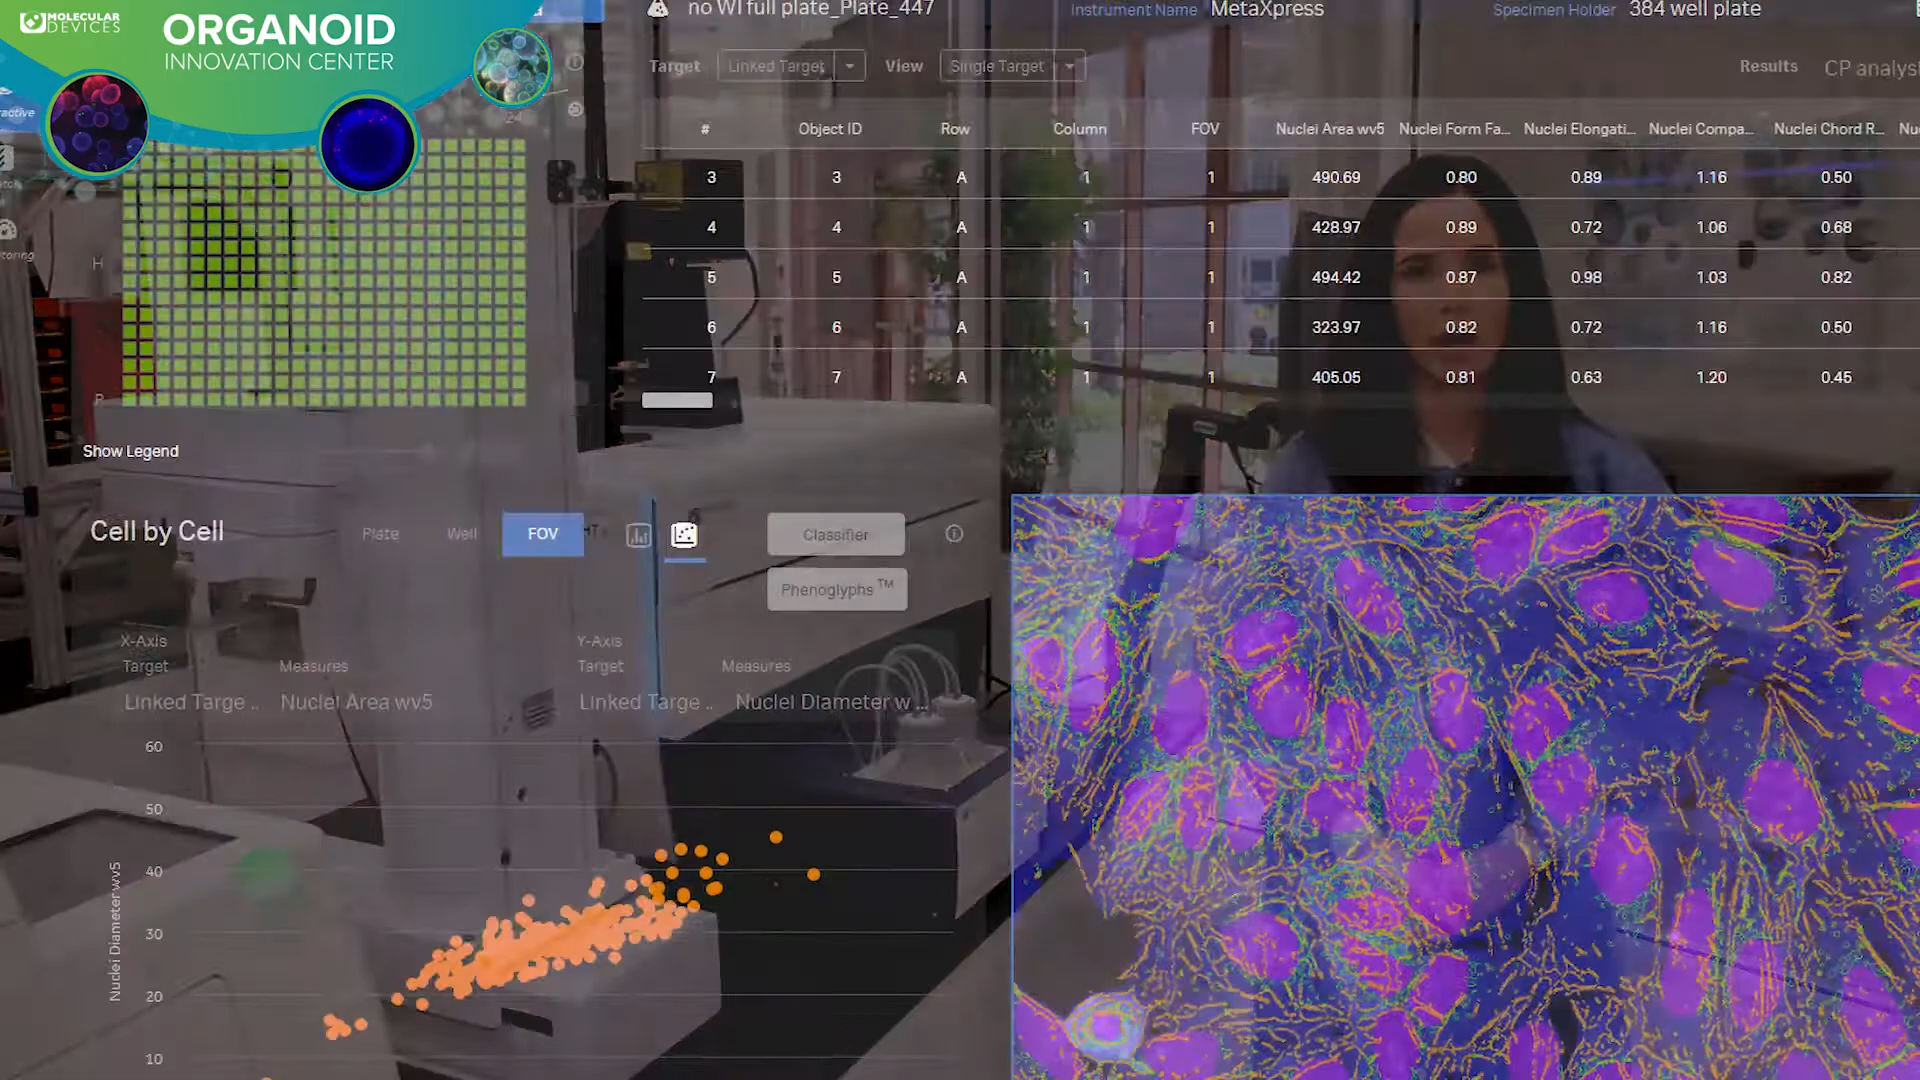 MOLECULAR
DEVICES
ORGANOID
INNOVATION CENTER
no WI full plate_Plate_447
Instrument Name MetaXpress
Specimen Holder 384 well plate
Target Linked Target View Single Target
Results CP analys
# Object ID Row Column FOV Nuclei Area wv5 Nuclei Form Fa... Nuclei Elongati... Nuclei Compa... Nuclei Chord R...
3 3 A 1 1 490.69 0.80 0.89 1.16 0.50
4 4 A 1 1 428.97 0.89 0.72 1.06 0.68
5 5 A 1 1 494.42 0.87 0.98 1.03 0.82
6 6 A 1 1 323.97 0.82 0.72 1.16 0.50
7 7 A 1 1 405.05 0.81 0.63 1.20 0.45
24
H
P
Show Legend
Cell by Cell Plate Well FOV
Classifier
Phenoglyphs™
X-Axis Y-Axis
Target Measures Target Measures
Linked Targe .. Nuclei Area wv5 Linked Targe .. Nuclei Diameter w ...
60
50
40
30
20
10
Nuclei Diameter wv5